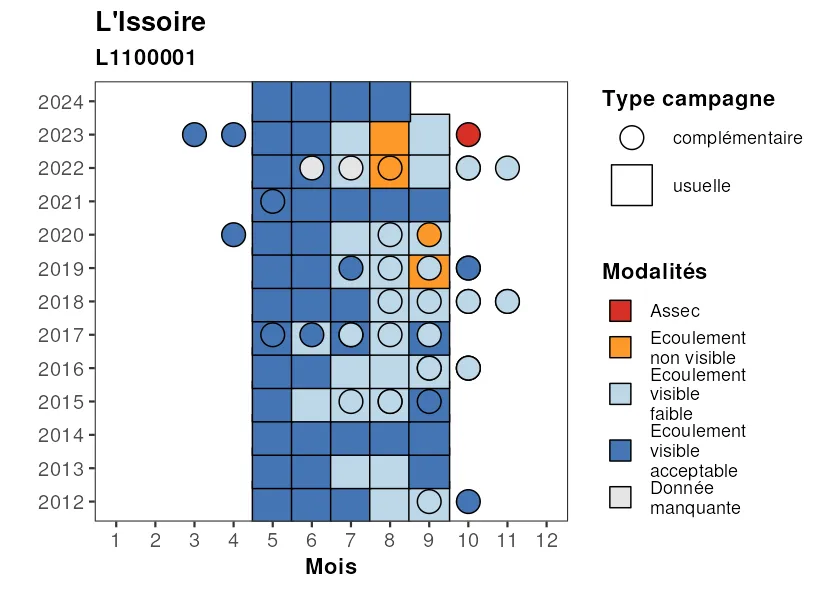 L'Issoire
L1100001
2024
2023
2022
2021
2020
2019
2018
2017
2016
2015
2014
2013
2012
1 2 3 4 5 6 7 8 9 10 11 12
Mois
Type campagne
complémentaire
usuelle
Modalités
Assec
Ecoulement
non visible
Ecoulement
visible
faible
Ecoulement
visible
acceptable
Donnée
manquante